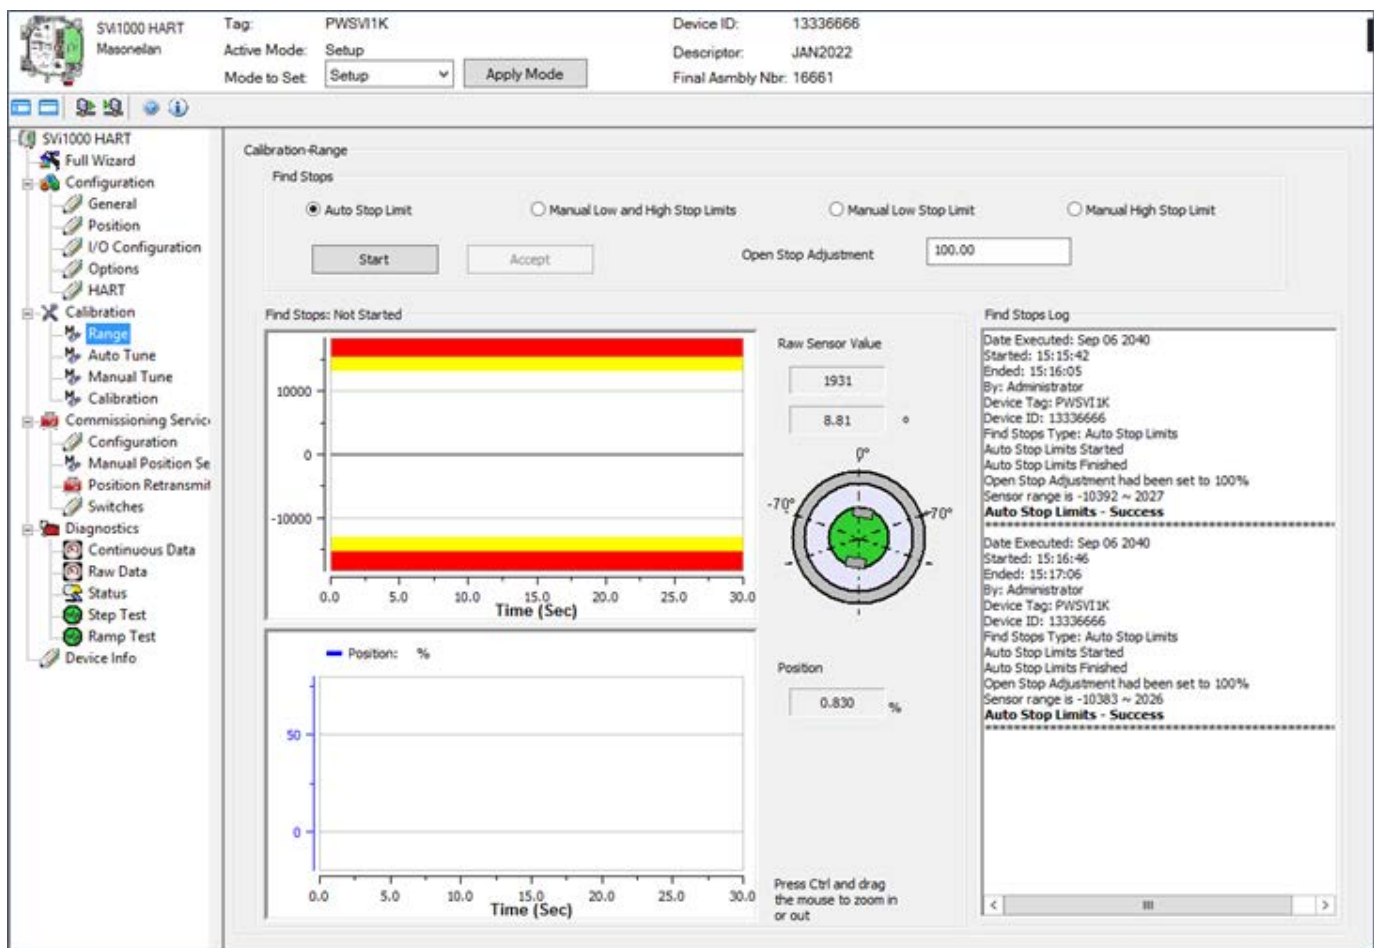 SVi1000 HART
Masoneilan
Tag: PWSVI1K
Active Mode: Setup
Mode to Set: Setup Apply Mode
Device ID: 13336666
Descriptor: JAN2022
Final Asmbly Nbr: 16661
SVi1000 HART
Full Wizard
Configuration
General
Position
I/O Configuration
Options
HART
Calibration
Range
Auto Tune
Manual Tune
Calibration
Commissioning Servic
Configuration
Manual Position Se
Position Retransmit
Switches
Diagnostics
Continuous Data
Raw Data
Status
Step Test
Ramp Test
Device Info
Calibration-Range
Find Stops
Auto Stop Limit Manual Low and High Stop Limits Manual Low Stop Limit Manual High Stop Limit
Start Accept Open Stop Adjustment 100.00
Find Stops: Not Started
10000
0
-10000
0.0 5.0 10.0 15.0 20.0 25.0 30.0
Time (Sec)
Position: %
50
0
0.0 5.0 10.0 15.0 20.0 25.0 30.0
Time (Sec)
Raw Sensor Value
1931
8.81 °
0°
-70° 70°
Position
0.830 %
Press Ctrl and drag
the mouse to zoom in
or out
Find Stops Log
Date Executed: Sep 06 2040
Started: 15:15:42
Ended: 15:16:05
By: Administrator
Device Tag: PWSVI1K
Device ID: 13336666
Find Stops Type: Auto Stop Limits
Auto Stop Limits Started
Auto Stop Limits Finished
Open Stop Adjustment had been set to 100%
Sensor range is -10392 ~ 2027
Auto Stop Limits - Success
Date Executed: Sep 06 2040
Started: 15:16:46
Ended: 15:17:06
By: Administrator
Device Tag: PWSVI1K
Device ID: 13336666
Find Stops Type: Auto Stop Limits
Auto Stop Limits Started
Auto Stop Limits Finished
Open Stop Adjustment had been set to 100%
Sensor range is -10383 ~ 2026
Auto Stop Limits - Success